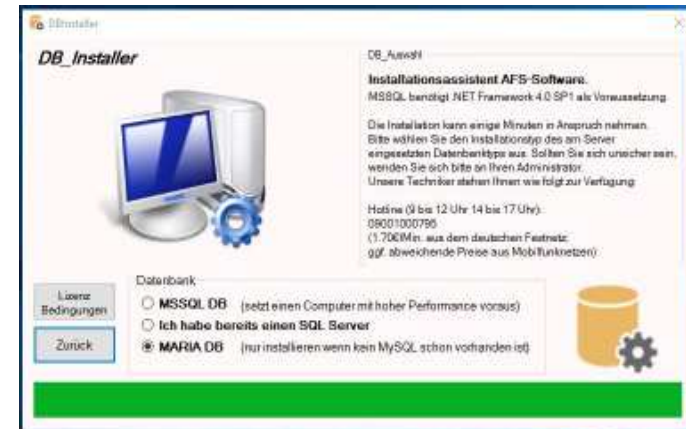 DBInstaller
DB_Installer
DB_Auswahl
Installationsassistent AFS-Software.
MSSQL benötigt .NET Framework 4.0 SP1 als Voraussetzung.
Die Installation kann einige Minuten in Anspruch nehmen.
Bitte wählen Sie den Installationstyp des am Server
eingesetzten Datenbanktyps aus. Sollten Sie sich unsicher sein,
wenden Sie sich bitte an Ihren Administrator.
Unsere Techniker stehen Ihnen wie folgt zur Verfügung:
Hotline (9 bis 12 Uhr 14 bis 17 Uhr):
09001000795
(1.70€/Min. aus dem deutschen Festnetz:
ggf. abweichende Preise aus Mobilfunknetzen)
Datenbank
MSSQL DB (setzt einen Computer mit hoher Performance voraus)
Ich habe bereits einen SQL Server
MARIA DB (nur installieren wenn kein MySQL schon vorhanden ist)
Lizenz
Bedingungen
Zurück